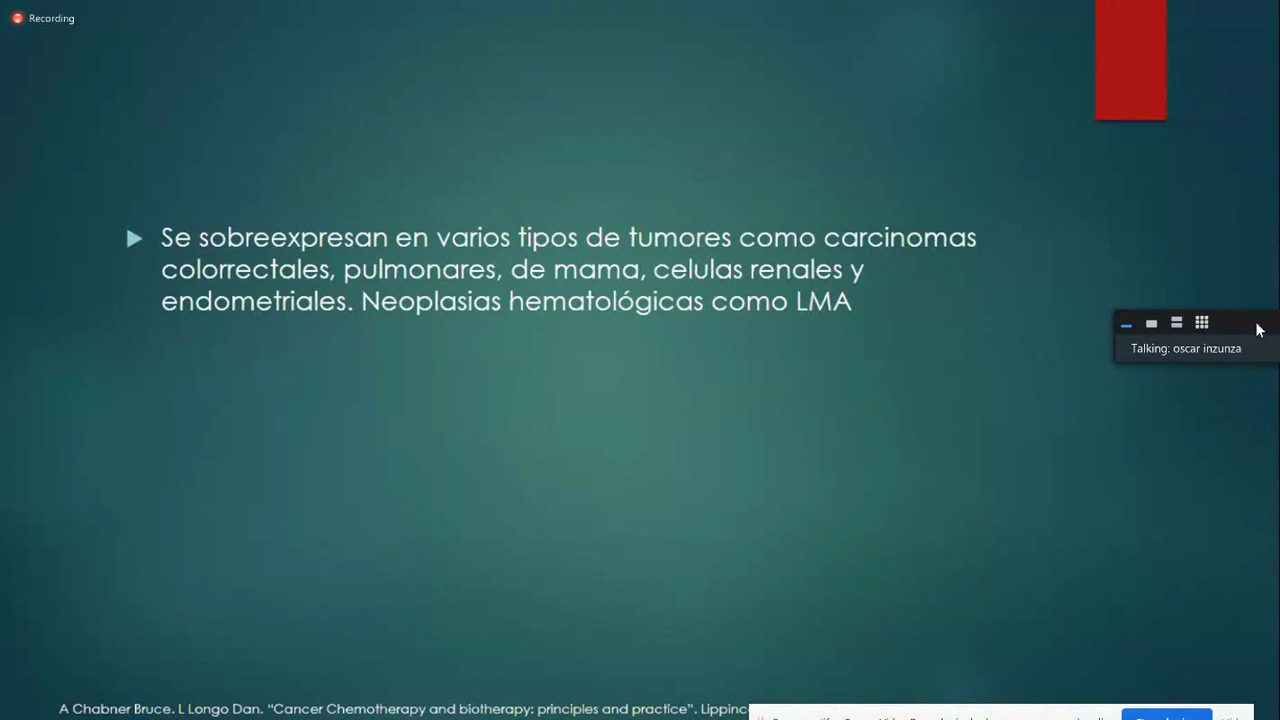 Recording
Se sobreexpresan en varios tipos de tumores como carcinomas
colorrectales, pulmonares, de mama, celulas renales y
endometriales. Neoplasias hematológicas como LMA
Talking: oscar inzunza
A Chabner Bruce. L Longo Dan. “Cancer Chemotherapy and biotherapy: principles and practice”.